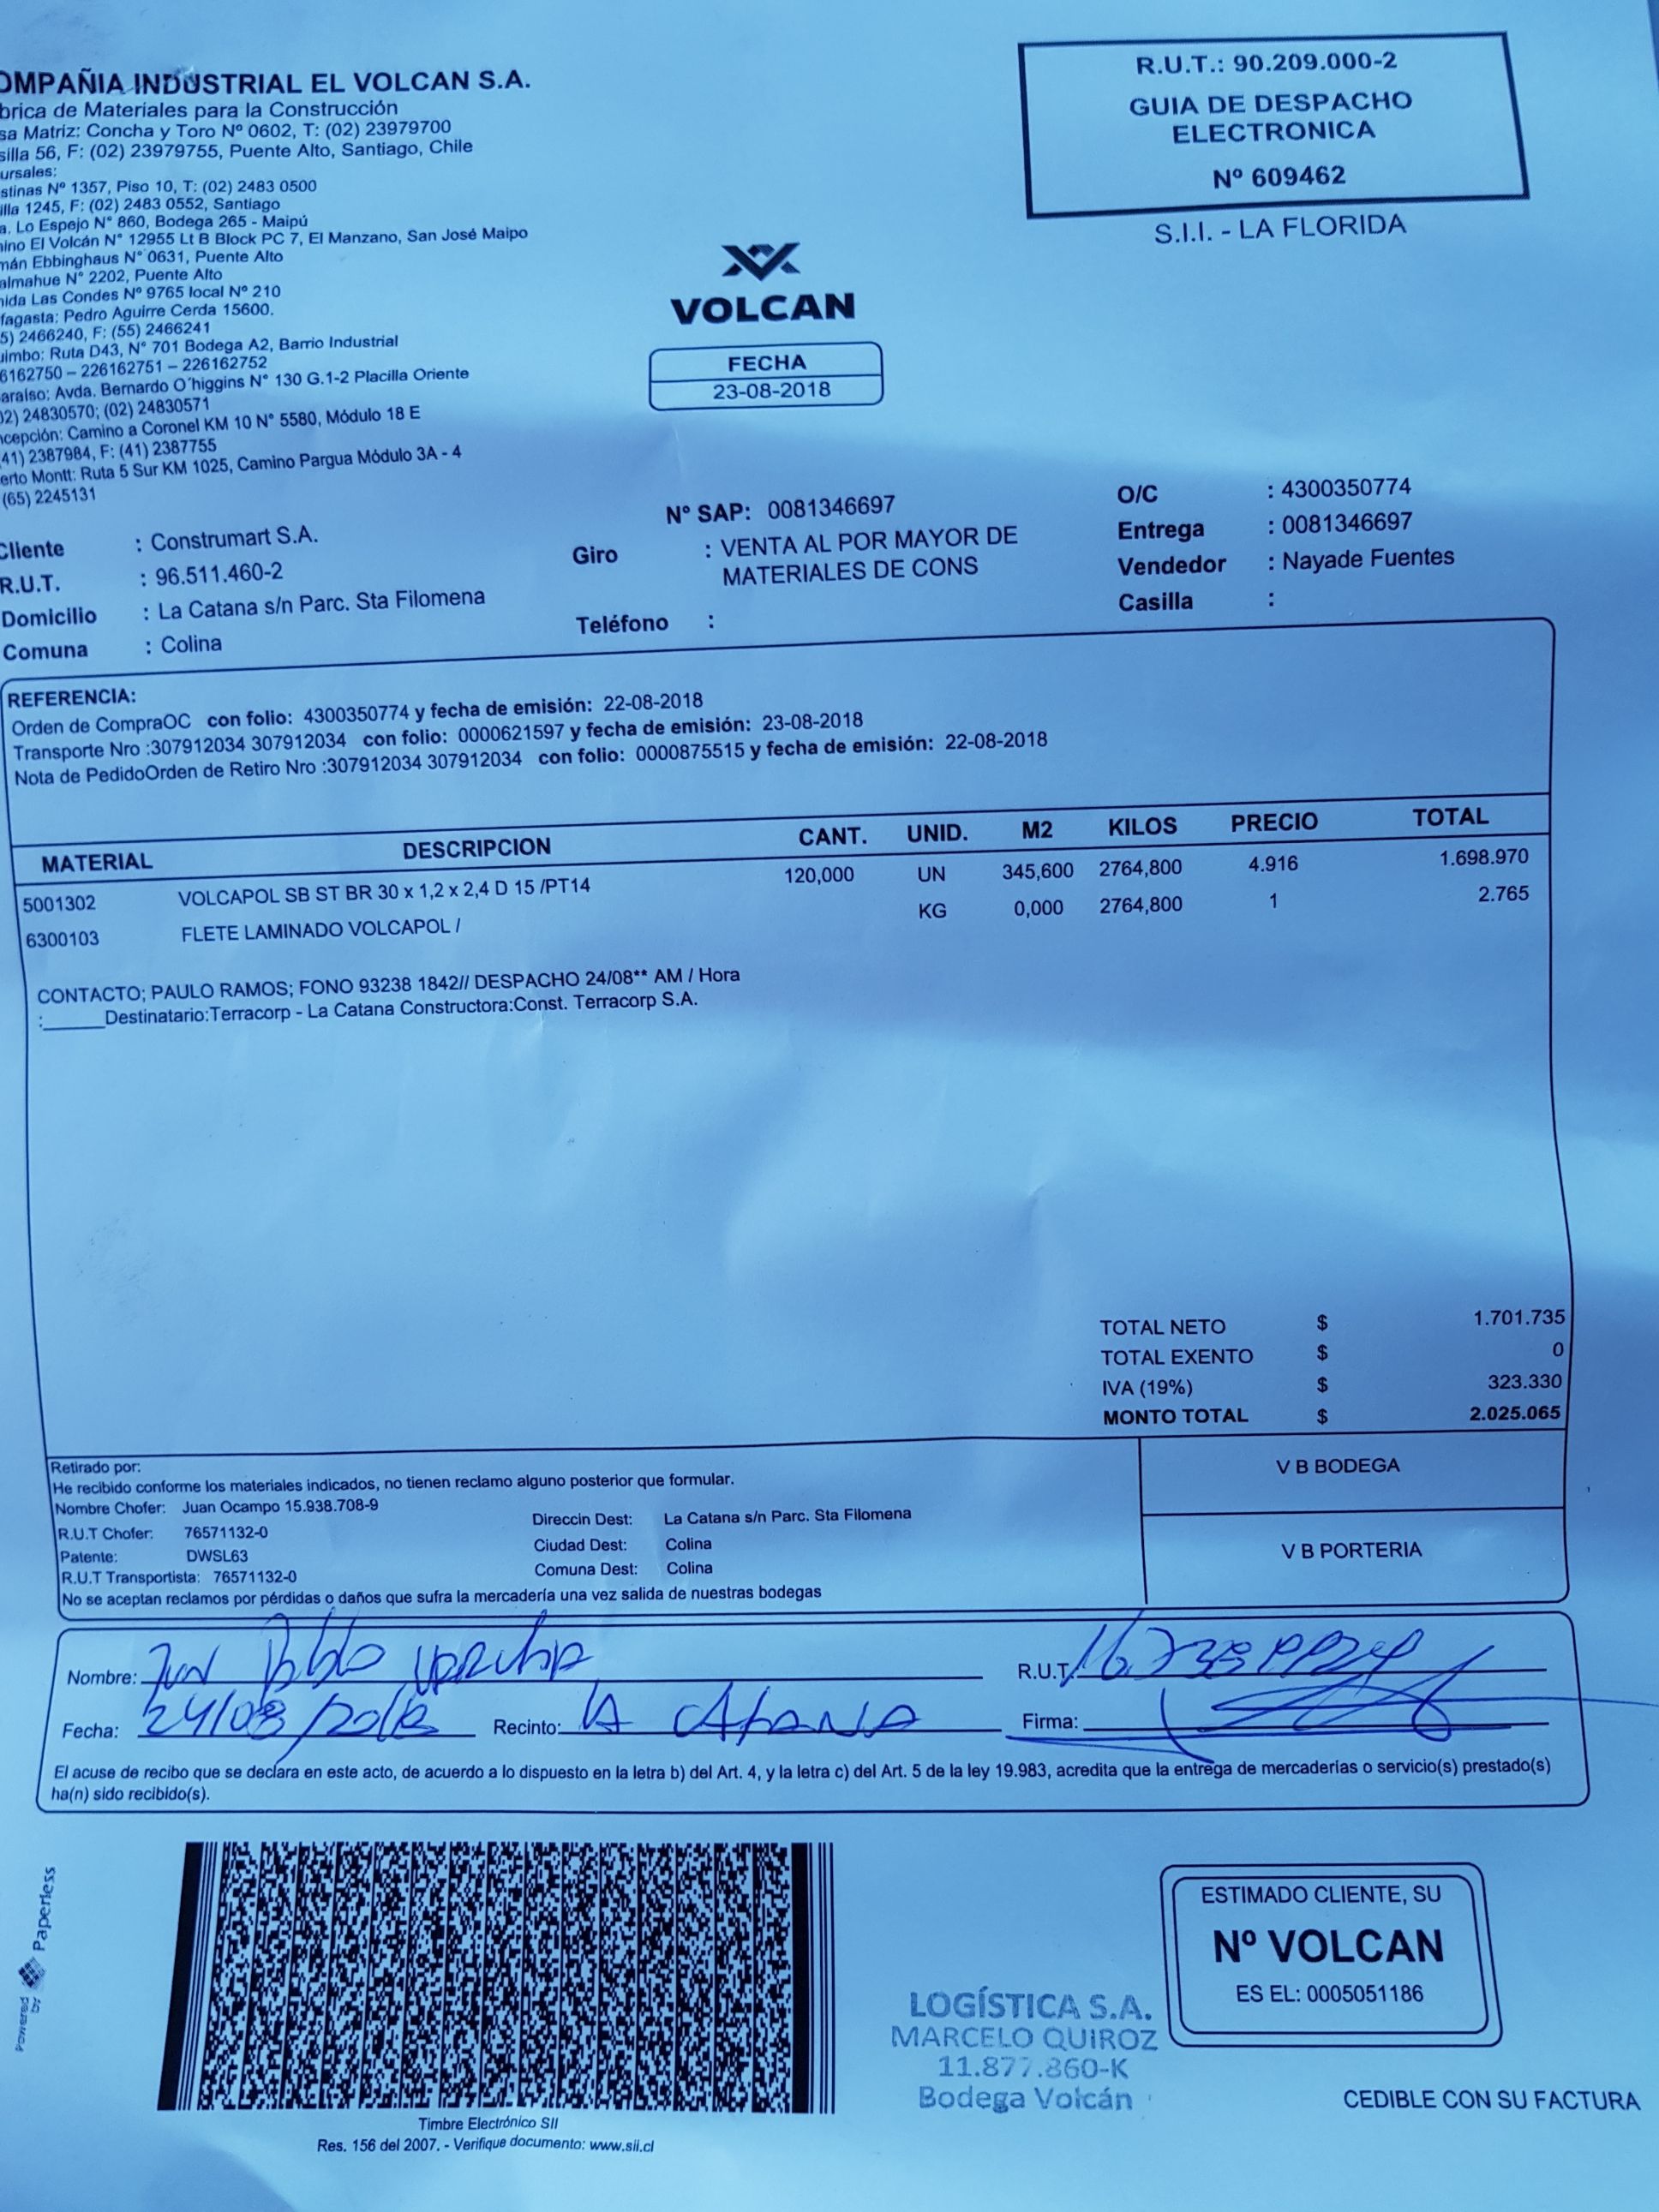 OMPAÑIA INDUSTRIAL EL VOLCAN S.A.
brica de Materiales para la Construcción
sa Matriz: Concha y Toro Nº 0602, T: (02) 23979700
silla 56, F: (02) 23979755, Puente Alto, Santiago, Chile
ursales:
stinas Nº 1357, Piso 10, T: (02) 2483 0500
illa 1245, F: (02) 2483 0552, Santiago
a. Lo Espejo N° 860, Bodega 265 - Maipú
nino El Volcán N° 12955 Lt B Block PC 7, El Manzano, San José Maipo
mán Ebbinghaus N° 0631, Puente Alto
almahue N° 2202, Puente Alto
nida Las Condes Nº 9765 local Nº 210
fagasta: Pedro Aguirre Cerda 15600.
5) 2466240, F: (55) 2466241
uimbo: Ruta D43, N° 701 Bodega A2, Barrio Industrial
6162750 – 226162751 – 226162752
araíso: Avda. Bernardo O´higgins N° 130 G.1-2 Placilla Oriente
02) 24830570; (02) 24830571
ncepción: Camino a Coronel KM 10 N° 5580, Módulo 18 E
41) 2387984, F: (41) 2387755
erto Montt: Ruta 5 Sur KM 1025, Camino Pargua Módulo 3A - 4
(65) 2245131
R.U.T.: 90.209.000-2
GUIA DE DESPACHO
ELECTRONICA
Nº 609462
S.I.I. - LA FLORIDA
VOLCAN
FECHA
23-08-2018
Cliente : Construmart S.A.
R.U.T. : 96.511.460-2
Domicilio : La Catana s/n Parc. Sta Filomena
Comuna : Colina
N° SAP: 0081346697
Giro : VENTA AL POR MAYOR DE
MATERIALES DE CONS
Teléfono :
O/C : 4300350774
Entrega : 0081346697
Vendedor : Nayade Fuentes
Casilla :
REFERENCIA:
Orden de CompraOC con folio: 4300350774 y fecha de emisión: 22-08-2018
Transporte Nro :307912034 307912034 con folio: 0000621597 y fecha de emisión: 23-08-2018
Nota de PedidoOrden de Retiro Nro :307912034 307912034 con folio: 0000875515 y fecha de emisión: 22-08-2018
MATERIAL DESCRIPCION CANT. UNID. M2 KILOS PRECIO TOTAL
5001302 VOLCAPOL SB ST BR 30 x 1,2 x 2,4 D 15 /PT14 120,000 UN 345,600 2764,800 4.916 1.698.970
6300103 FLETE LAMINADO VOLCAPOL / KG 0,000 2764,800 1 2.765
CONTACTO; PAULO RAMOS; FONO 93238 1842// DESPACHO 24/08** AM / Hora
:______Destinatario:Terracorp - La Catana Constructora:Const. Terracorp S.A.
TOTAL NETO $ 1.701.735
TOTAL EXENTO $ 0
IVA (19%) $ 323.330
MONTO TOTAL $ 2.025.065
Retirado por:
He recibido conforme los materiales indicados, no tienen reclamo alguno posterior que formular.
Nombre Chofer: Juan Ocampo 15.938.708-9
R.U.T Chofer: 76571132-0
Patente: DWSL63
R.U.T Transportista: 76571132-0
Direccin Dest: La Catana s/n Parc. Sta Filomena
Ciudad Dest: Colina
Comuna Dest: Colina
No se aceptan reclamos por pérdidas o daños que sufra la mercadería una vez salida de nuestras bodegas
V B BODEGA
V B PORTERIA
Nombre: Pablo R.U.T.
Fecha: 24/08/2018 Recinto: La Catana Firma:
El acuse de recibo que se declara en este acto, de acuerdo a lo dispuesto en la letra b) del Art. 4, y la letra c) del Art. 5 de la ley 19.983, acredita que la entrega de mercaderías o servicio(s) prestado(s)
ha(n) sido recibido(s).
Powered by Paperless
Timbre Electrónico SII
Res. 156 del 2007. - Verifique documento: www.sii.cl
LOGÍSTICA S.A.
MARCELO QUIROZ
11.877.860-K
Bodega Volcán
ESTIMADO CLIENTE, SU
Nº VOLCAN
ES EL: 0005051186
CEDIBLE CON SU FACTURA